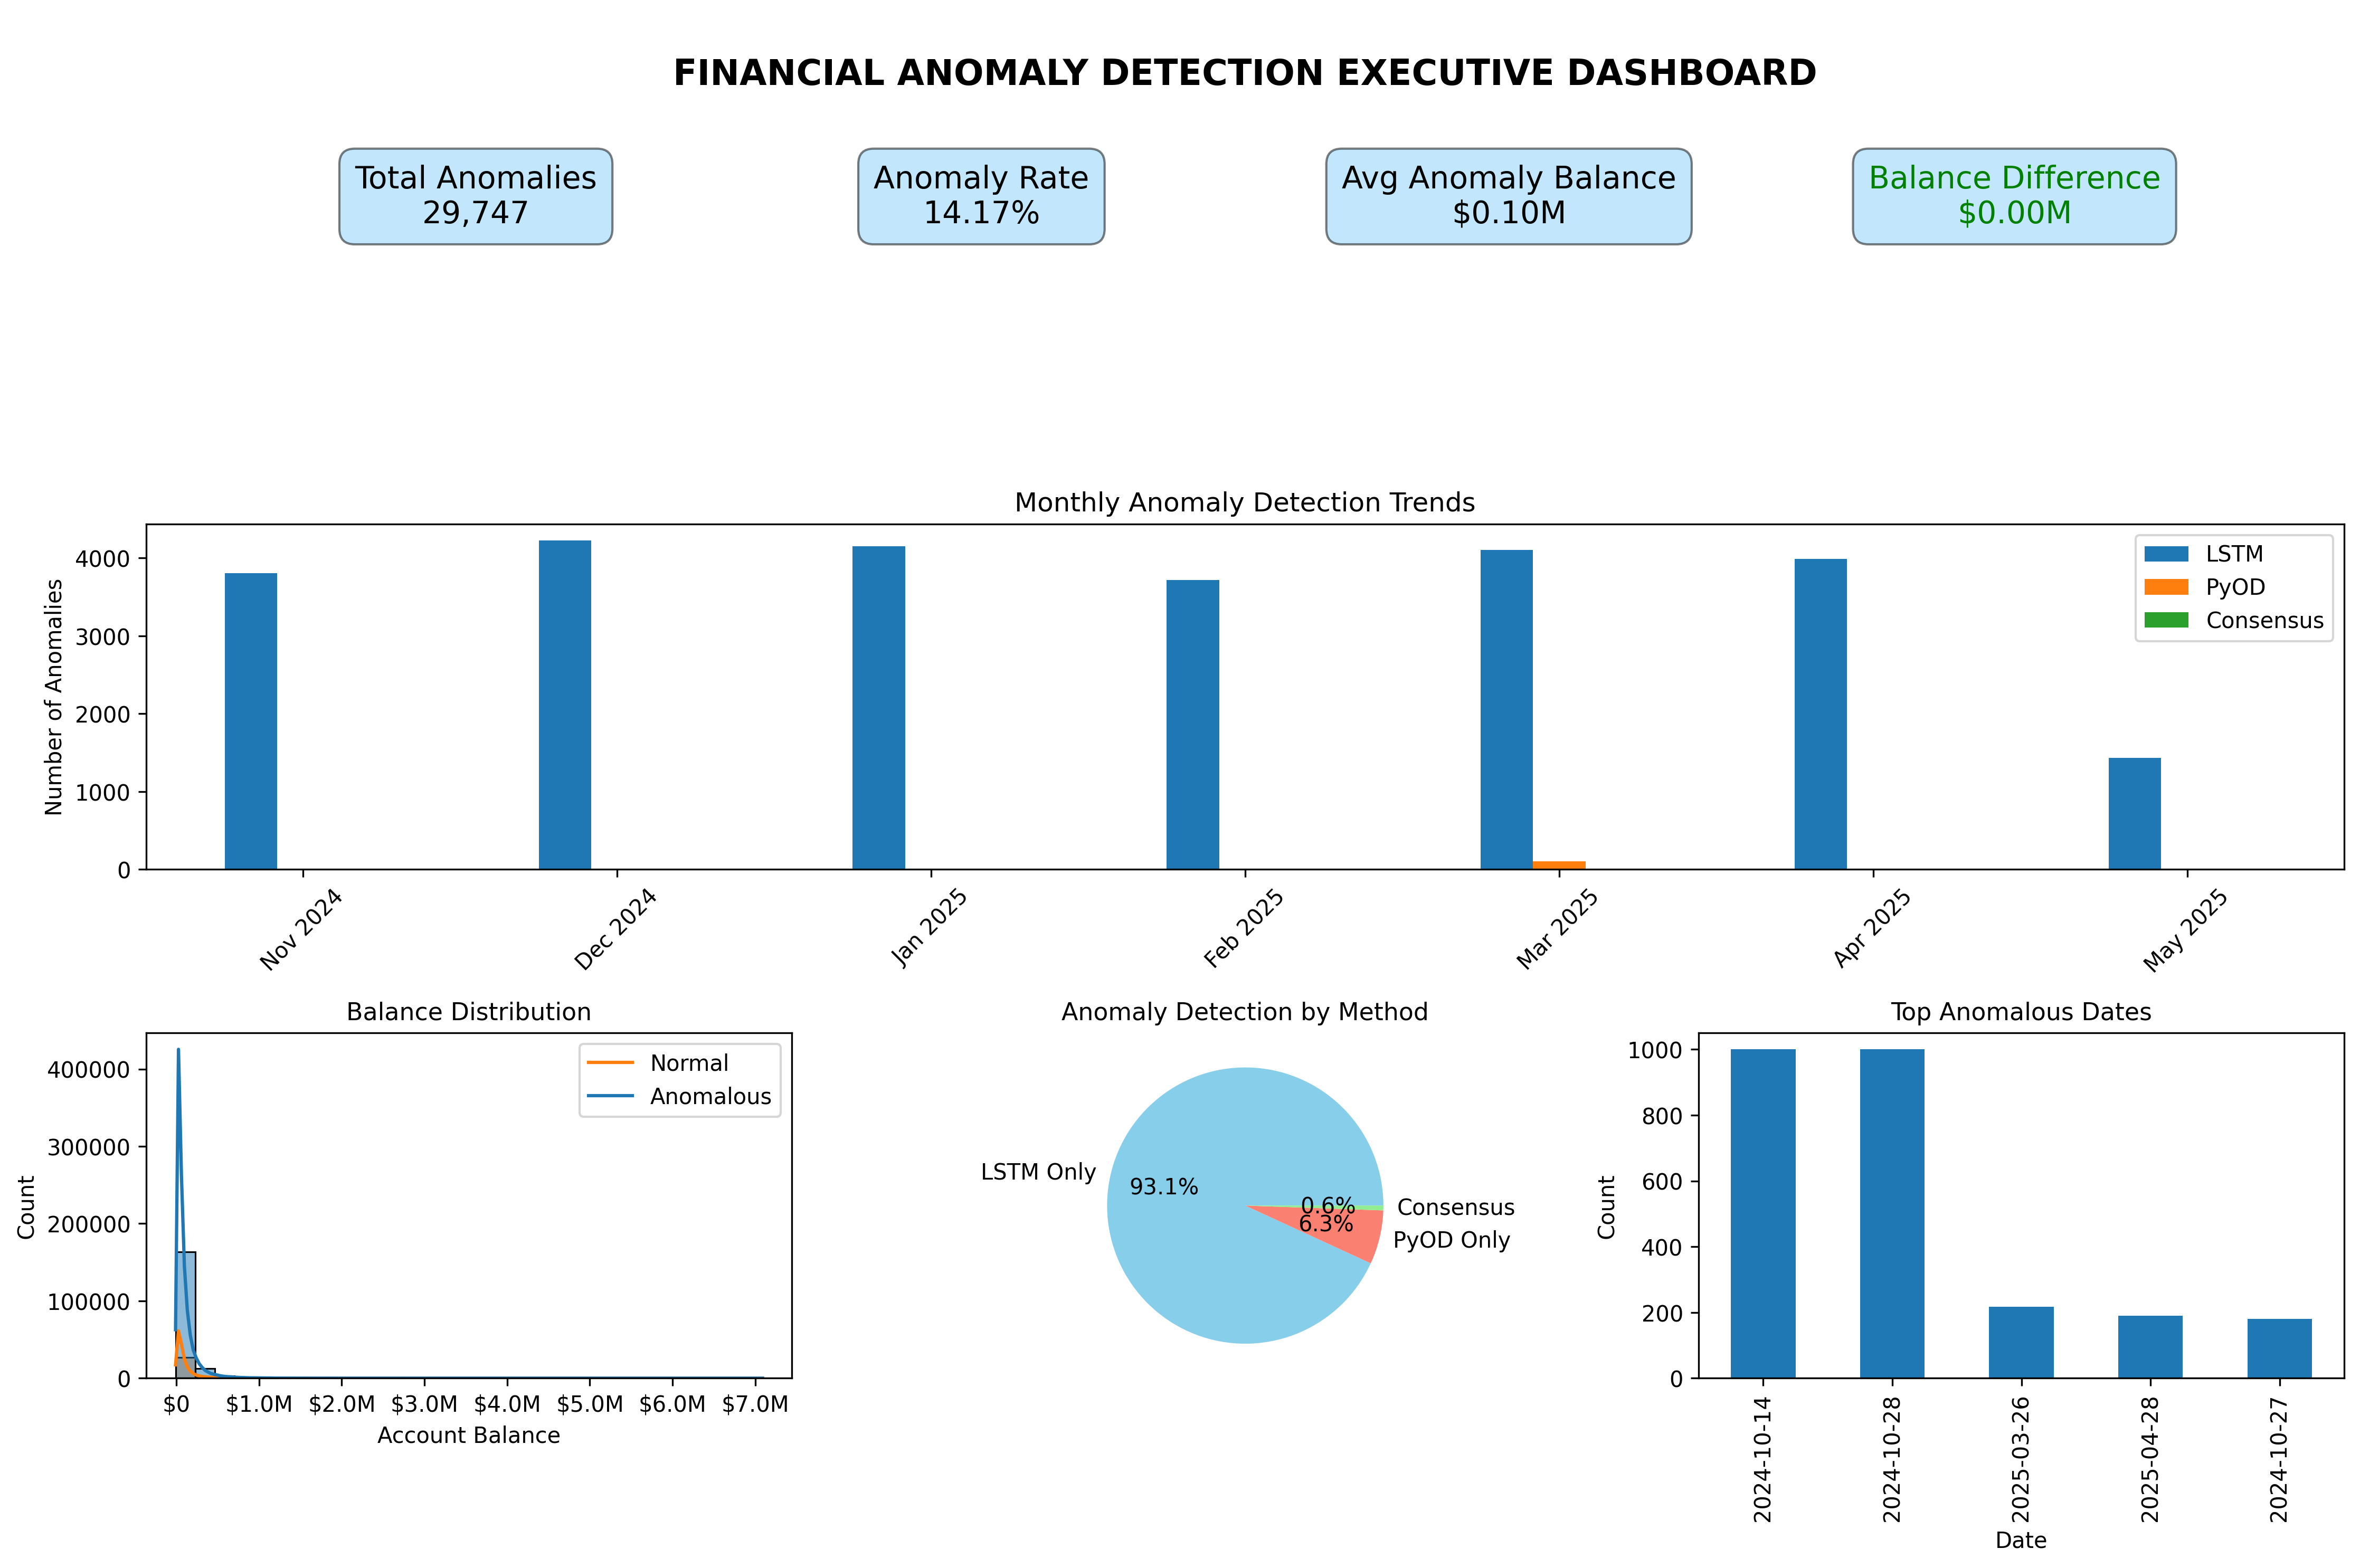 FINANCIAL ANOMALY DETECTION EXECUTIVE DASHBOARD
Total Anomalies
29,747
Anomaly Rate
14.17%
Avg Anomaly Balance
$0.10M
Balance Difference
$0.00M
Monthly Anomaly Detection Trends
Number of Anomalies
4000
3000
2000
1000
0
LSTM
PyOD
Consensus
Nov 2024
Dec 2024
Jan 2025
Feb 2025
Mar 2025
Apr 2025
May 2025
Balance Distribution
Count
400000
300000
200000
100000
0
Normal
Anomalous
$0
$1.0M
$2.0M
$3.0M
$4.0M
$5.0M
$6.0M
$7.0M
Account Balance
Anomaly Detection by Method
LSTM Only
93.1%
0.6%
Consensus
6.3%
PyOD Only
Top Anomalous Dates
Count
1000
800
600
400
200
0
2024-10-14
2024-10-28
2025-03-26
2025-04-28
2024-10-27
Date